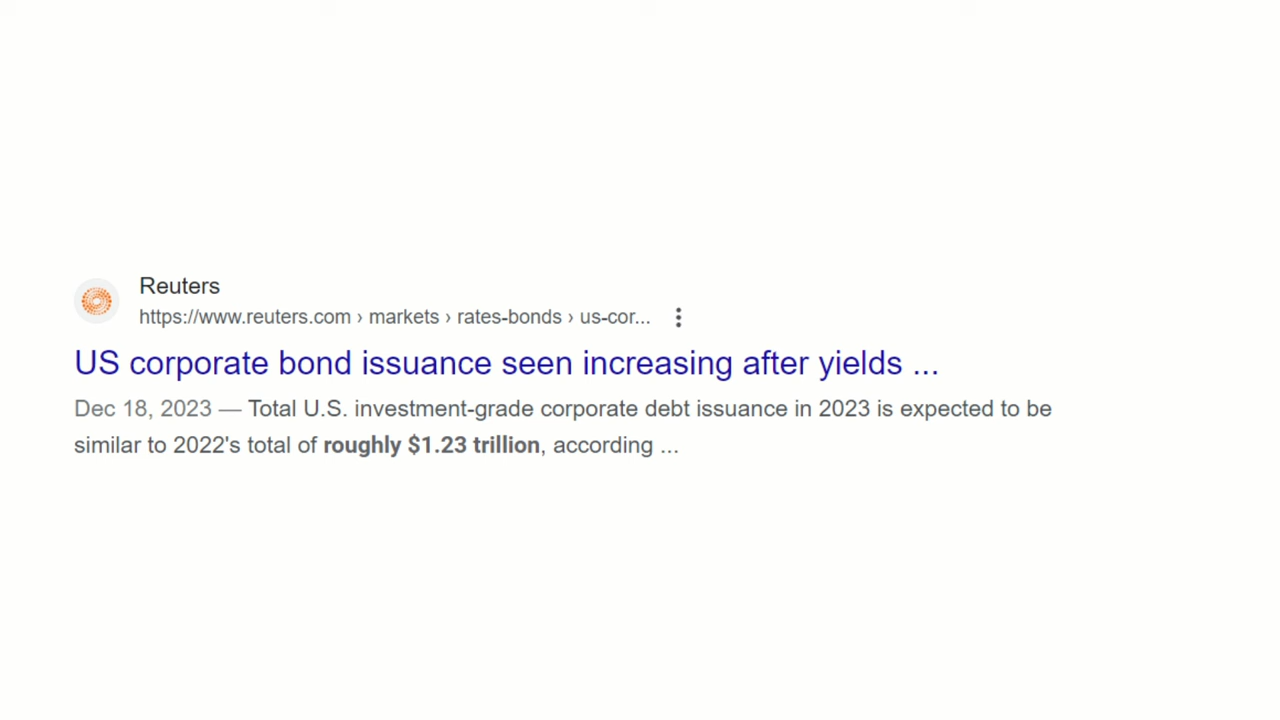 Reuters
https://www.reuters.com › markets › rates-bonds › us-cor...
US corporate bond issuance seen increasing after yields ...
Dec 18, 2023 — Total U.S. investment-grade corporate debt issuance in 2023 is expected to be
similar to 2022's total of roughly $1.23 trillion, according ...